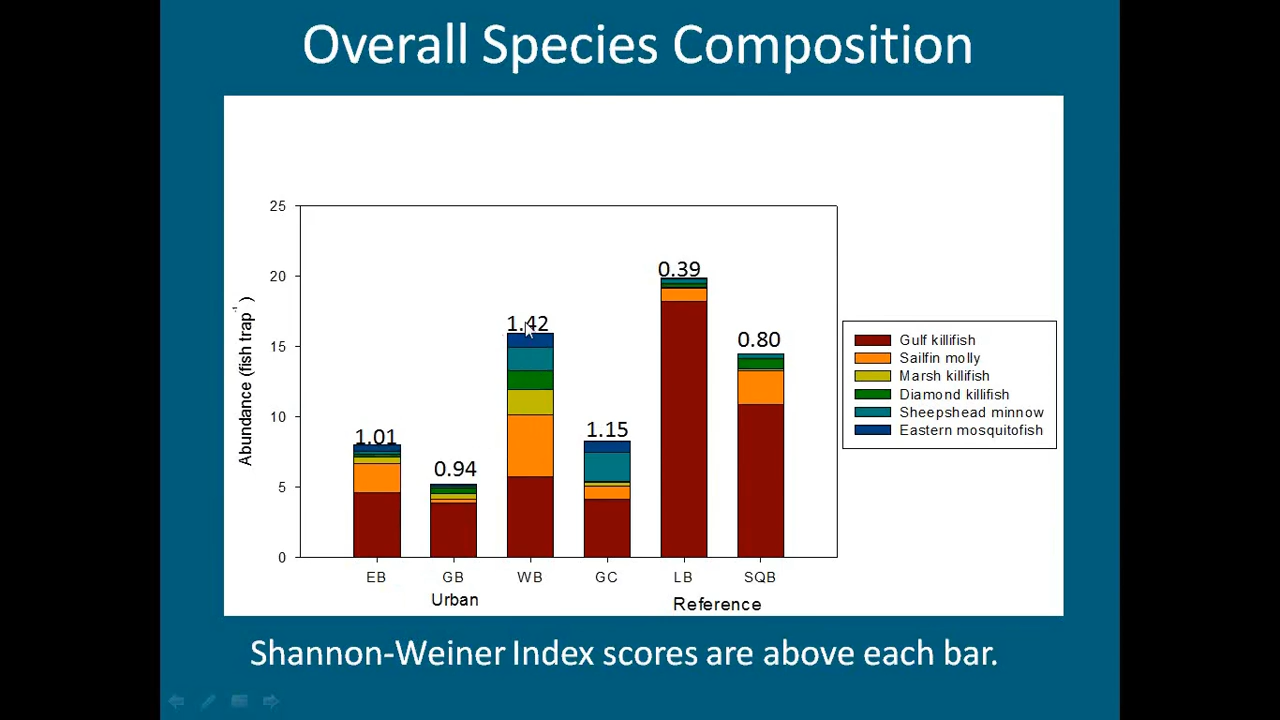 Overall Species Composition
25
20
15
10
5
0
Abundance (fish trap⁻¹)
1.01
0.94
1.42
1.15
0.39
0.80
EB GB WB GC LB SQB
Urban Reference
Gulf killifish
Sailfin molly
Marsh killifish
Diamond killifish
Sheepshead minnow
Eastern mosquitofish
Shannon-Weiner Index scores are above each bar.